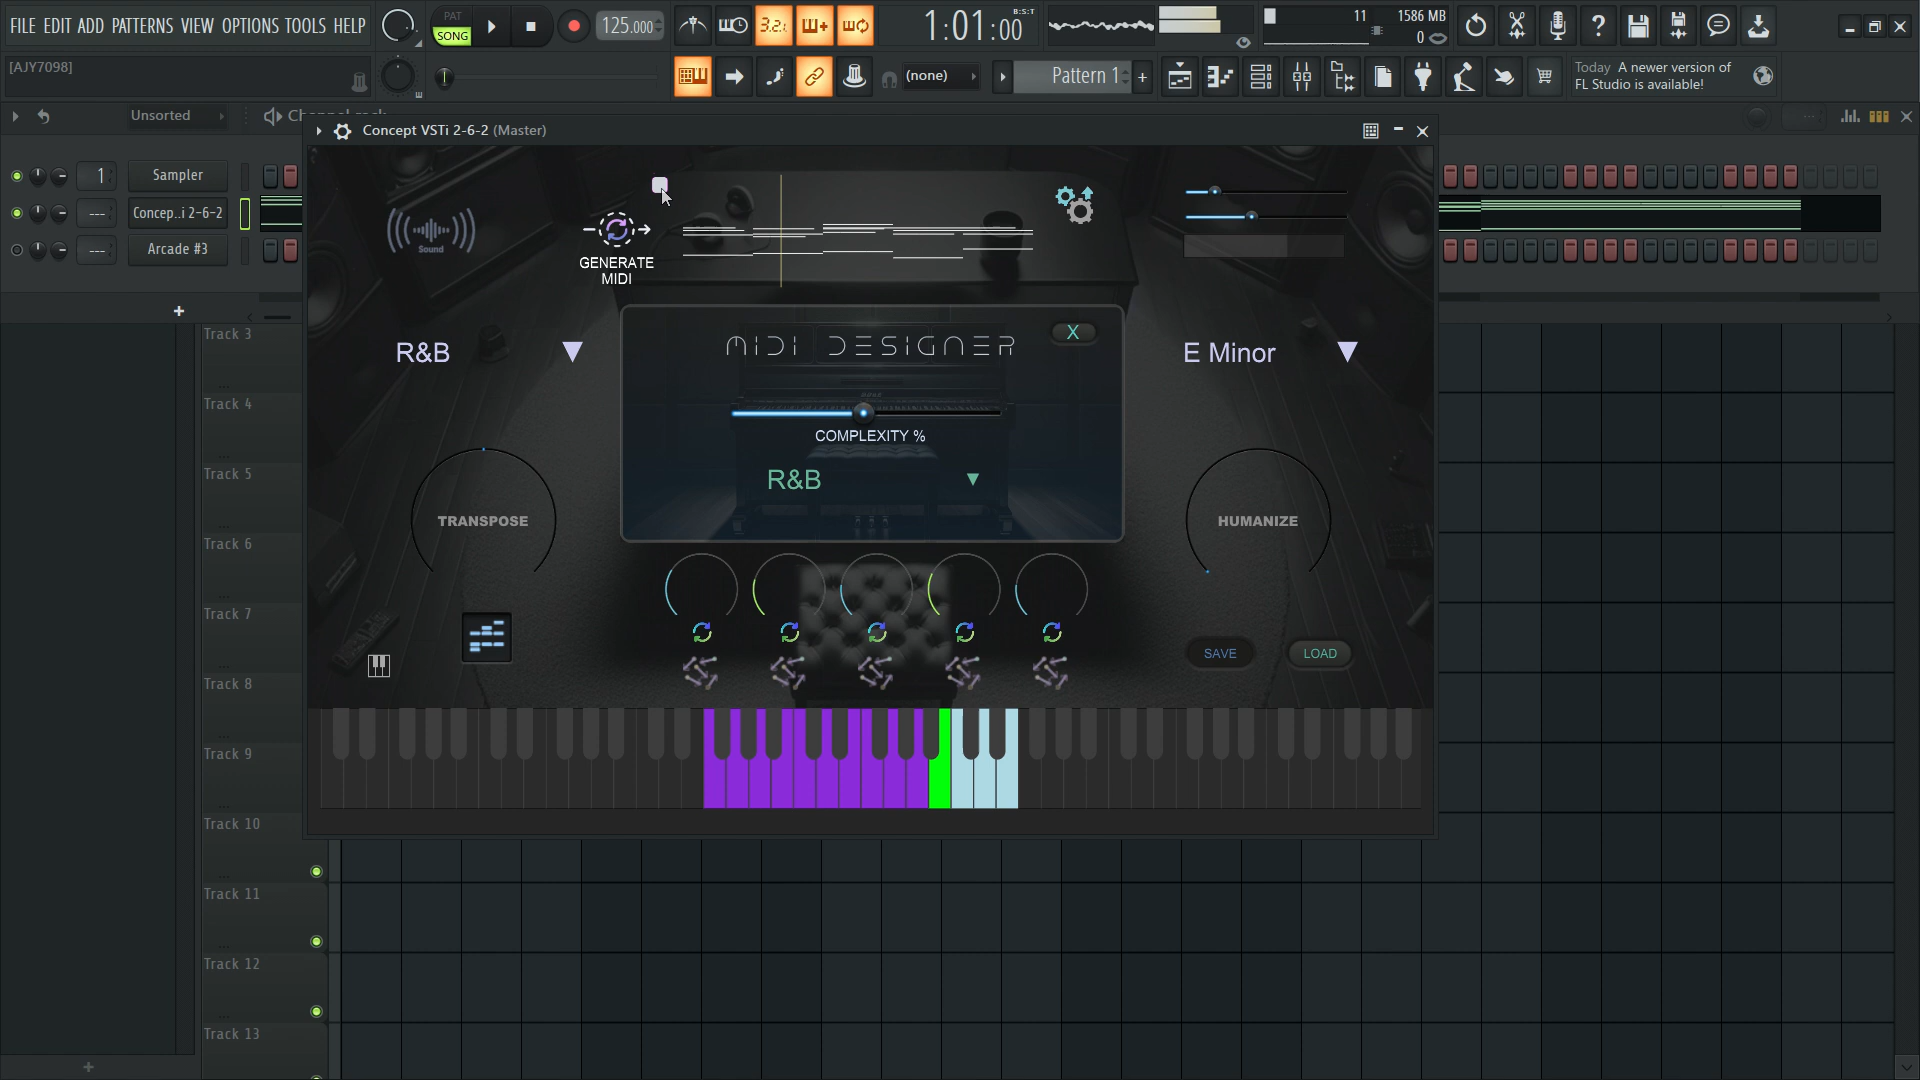 FILE EDIT ADD PATTERNS VIEW OPTIONS TOOLS HELP
PAT
SONG
125.000
3.2.
1:01:00
B:S:T
11
1586 MB
0
[AJY7098]
(none)
Pattern 1
+
Today A newer version of
FL Studio is available!
Unsorted
Channel rack
Concept VSTi 2-6-2 (Master)
1
Sampler
---
Concep..i 2-6-2
---
Arcade #3
Sound
GENERATE
MIDI
R&B
MIDI DESIGNER
X
E Minor
COMPLEXITY %
R&B
TRANSPOSE
HUMANIZE
SAVE
LOAD
Track 3
...
Track 4
...
Track 5
...
Track 6
...
Track 7
...
Track 8
...
Track 9
...
Track 10
...
Track 11
...
Track 12
...
Track 13